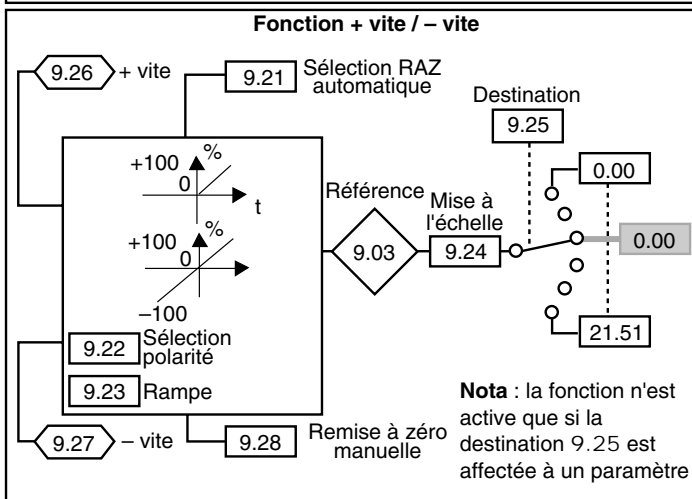 Fonction + vite / – vite
9.26 + vite
9.21 Sélection RAZ
automatique
Destination
9.25
+100 %
0
t
+100 %
0
–100
Référence
9.03
Mise à
l'échelle
9.24
0.00
0.00
21.51
9.22 Sélection
polarité
9.23 Rampe
9.27 – vite
9.28 Remise à zéro
manuelle
Nota : la fonction n'est
active que si la
destination 9.25 est
affectée à un paramètre